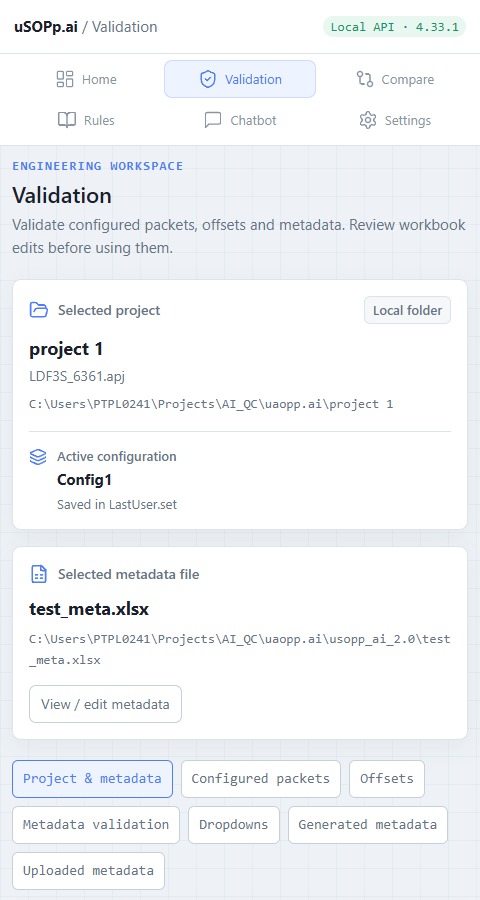 uSOPp.ai / Validation
Local API · 4.33.1
Home
Validation
Compare
Rules
Chatbot
Settings
ENGINEERING WORKSPACE
Validation
Validate configured packets, offsets and metadata. Review workbook
edits before using them.
Selected project
Local folder
project 1
LDF3S_6361.apj
C:\Users\PTPL0241\Projects\AI_QC\uaopp.ai\project 1
Active configuration
Config1
Saved in LastUser.set
Selected metadata file
test_meta.xlsx
C:\Users\PTPL0241\Projects\AI_QC\uaopp.ai\usopp_ai_2.0\test
_meta.xlsx
View / edit metadata
Project & metadata
Configured packets
Offsets
Metadata validation
Dropdowns
Generated metadata
Uploaded metadata